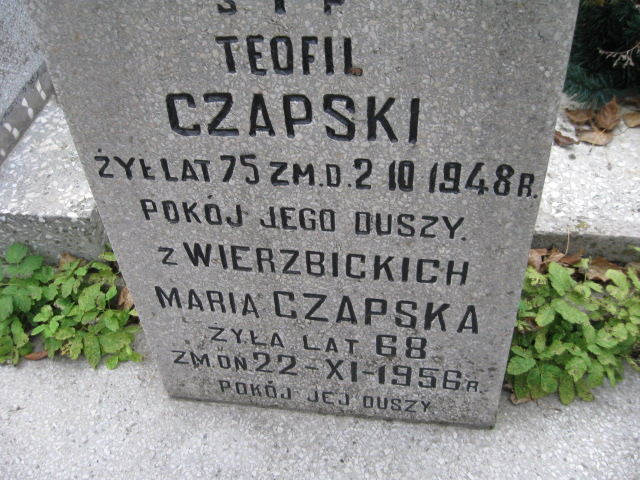 Ś i P
TEOFIL
CZAPSKI
ŻYŁ LAT 75 ZM.D. 2 10 1948 R.
POKÓJ JEGO DUSZY.
z WIERZBICKICH
MARIA CZAPSKA
ŻYŁA LAT 68
ZM. DN 22-XI-1956 R.
POKÓJ JEJ DUSZY